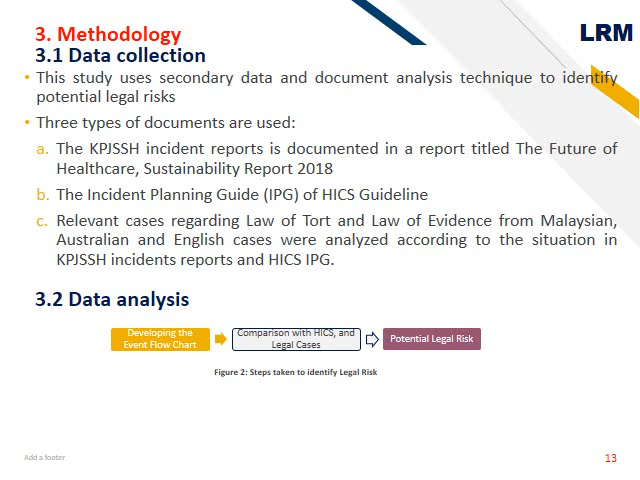 3. Methodology
LRM
3.1 Data collection
• This study uses secondary data and document analysis technique to identify
potential legal risks
• Three types of documents are used:
a. The KPJSSH incident reports is documented in a report titled The Future of
Healthcare, Sustainability Report 2018
b. The Incident Planning Guide (IPG) of HICS Guideline
c. Relevant cases regarding Law of Tort and Law of Evidence from Malaysian,
Australian and English cases were analyzed according to the situation in
KPJSSH incidents reports and HICS IPG.
3.2 Data analysis
Developing the
Event Flow Chart
Comparison with HICS, and
Legal Cases
Potential Legal Risk
Figure 2: Steps taken to identify Legal Risk
Add a footer
13